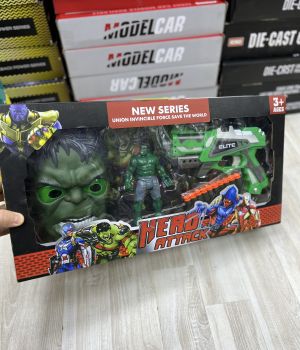 MODELCAR
MODELCAR
MODELCAR
DIE-CAST
DIE-CAST
NEW SERIES
UNION INVINCIBLE FORCE SAVE THE WORLD
3+
AGES
ELITE
HERO
ATTACK